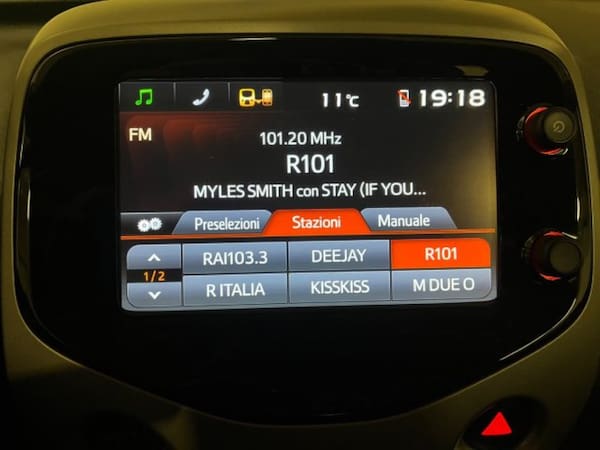 11°C 19:18
FM
101.20 MHz
R101
MYLES SMITH con STAY (IF YOU...
Preselezioni Stazioni Manuale
RAI103.3 DEEJAY R101
1/2
R ITALIA KISSKISS M DUE O